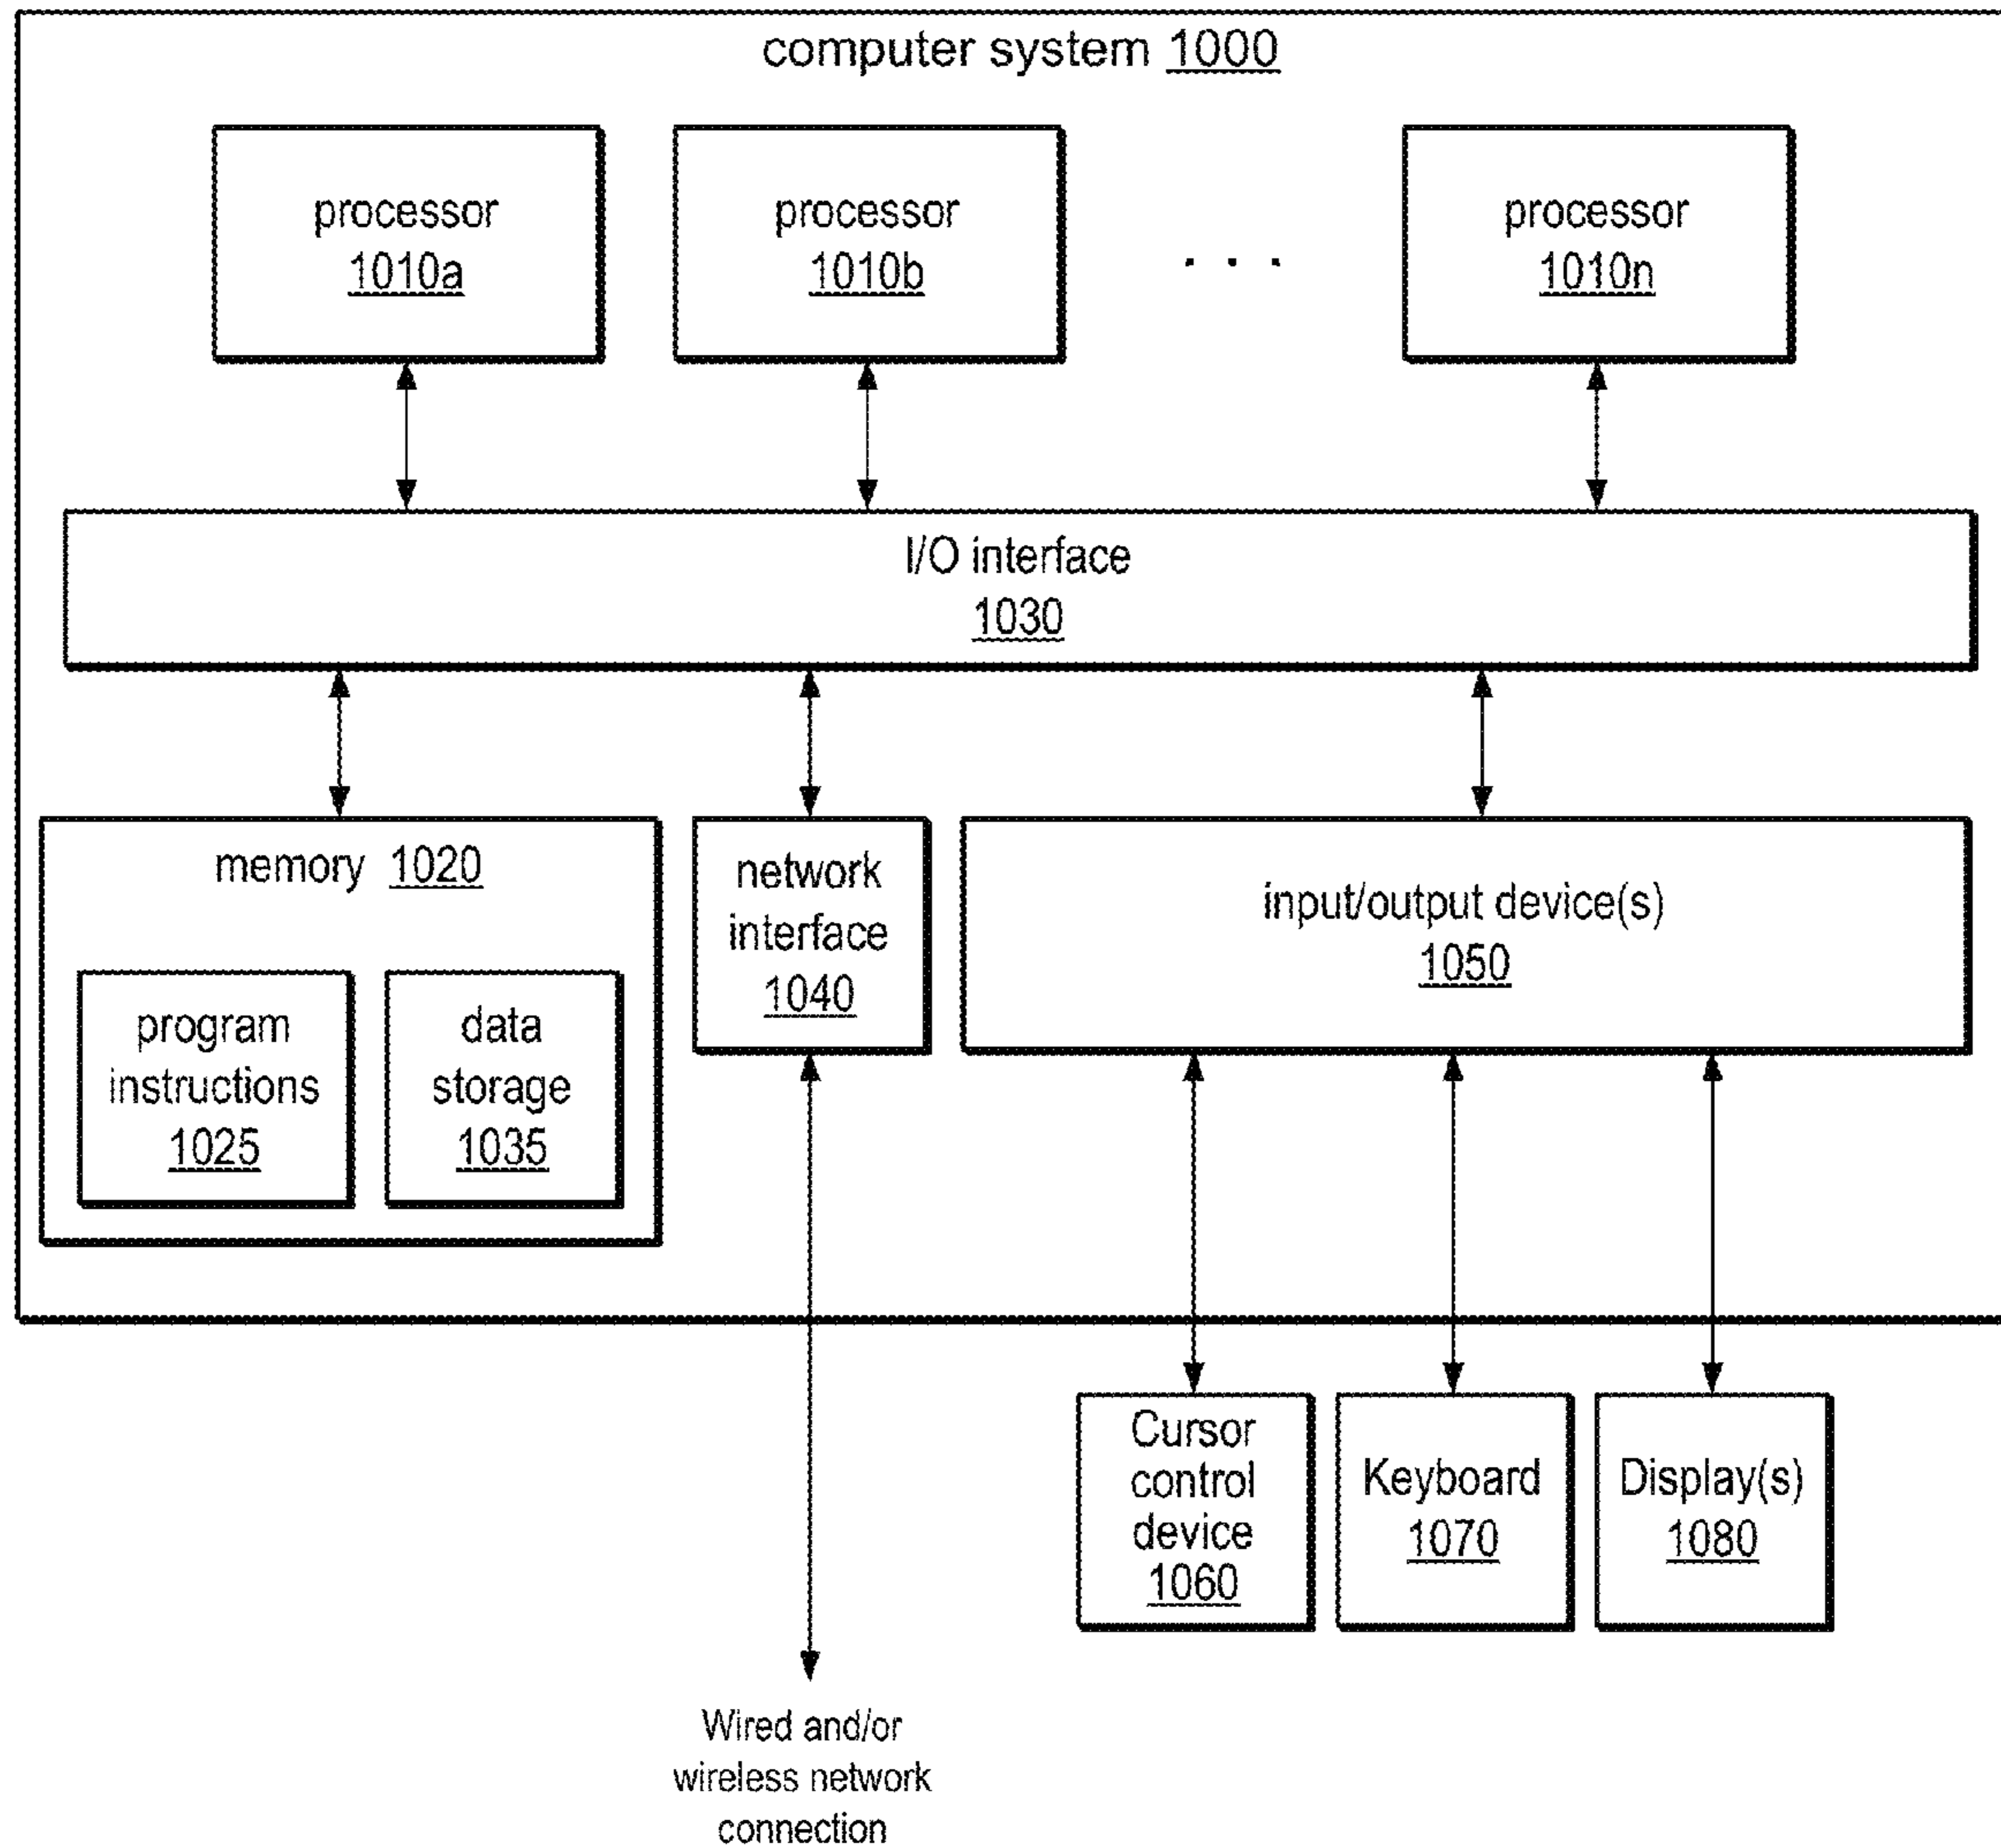 computer system 1000
processor
1010a
processor
1010b
. . .
processor
1010n
I/O interface
1030
memory 1020
program
instructions
1025
data
storage
1035
network
interface
1040
input/output device(s)
1050
Cursor
control
device
1060
Keyboard
1070
Display(s)
1080
Wired and/or
wireless network
connection